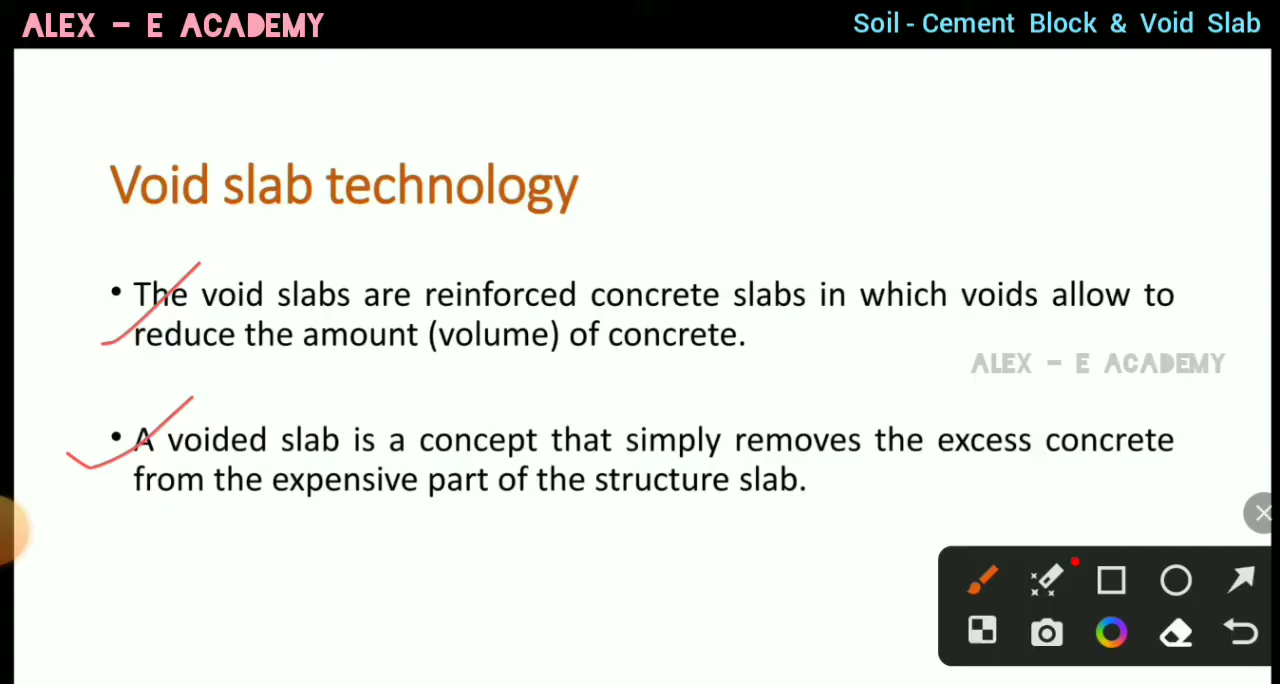 ALEX - E ACADEMY
Soil - Cement Block & Void Slab
Void slab technology
• The void slabs are reinforced concrete slabs in which voids allow to
reduce the amount (volume) of concrete.
ALEX - E ACADEMY
• A voided slab is a concept that simply removes the excess concrete
from the expensive part of the structure slab.